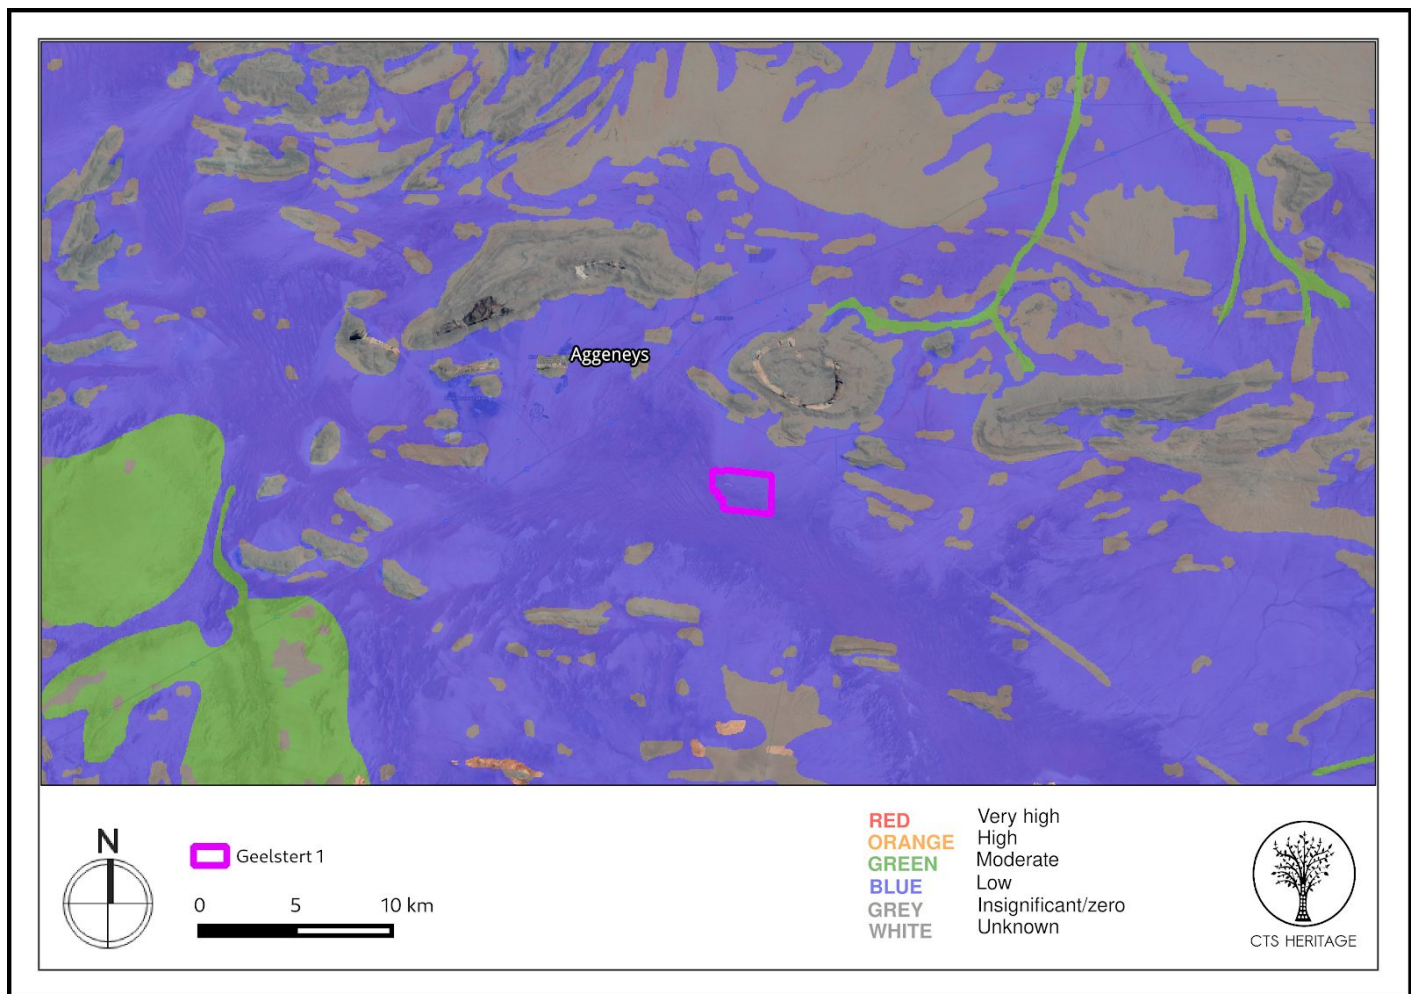 Aggeneys
N
Geelstert 1
0 5 10 km
RED Very high
ORANGE High
GREEN Moderate
BLUE Low
GREY Insignificant/zero
WHITE Unknown
CTS HERITAGE